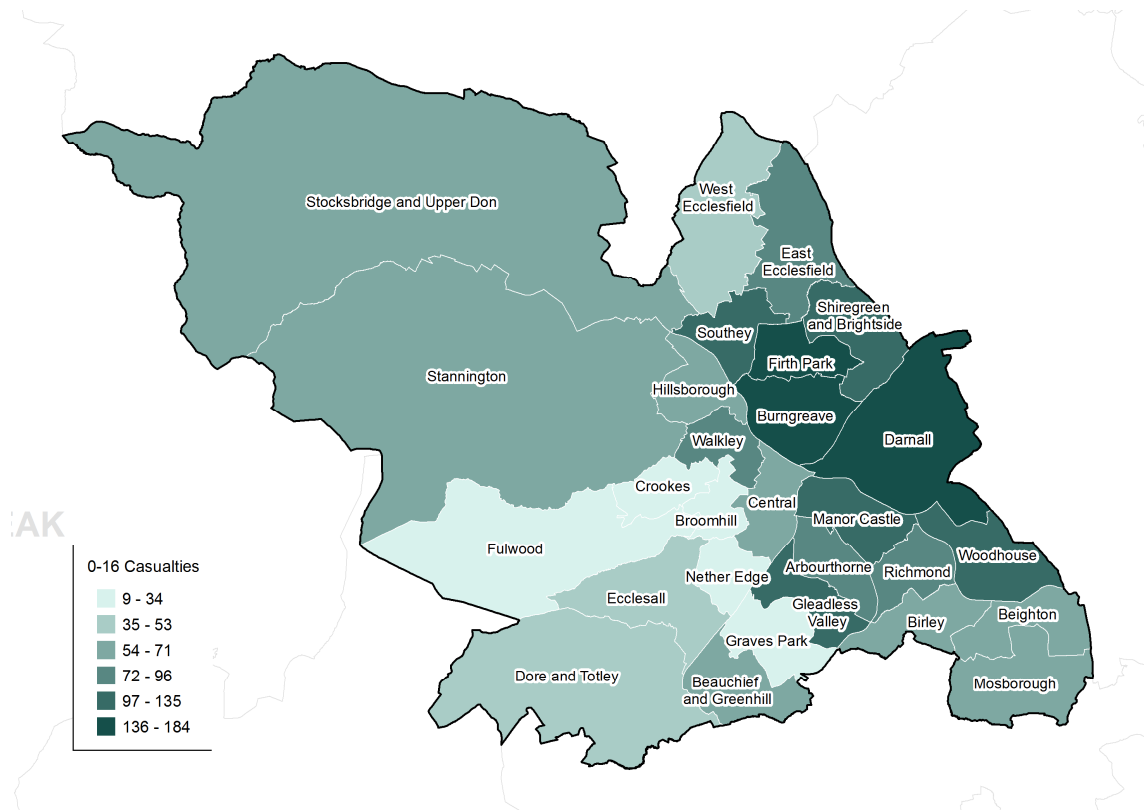 Stocksbridge and Upper Don
West
Ecclesfield
East
Ecclesfield
Shiregreen
and Brightside
Southey
Firth Park
Stannington
Hillsborough
Burngreave
Walkley
Darnall
Crookes
Central
Broomhill
Manor Castle
EAK
Fulwood
Woodhouse
Nether Edge
Arbourthorne
Richmond
Ecclesall
Gleadless
Valley
Birley
Beighton
Graves Park
Dore and Totley
Beauchief
and Greenhill
Mosborough
0-16 Casualties
9 - 34
35 - 53
54 - 71
72 - 96
97 - 135
136 - 184